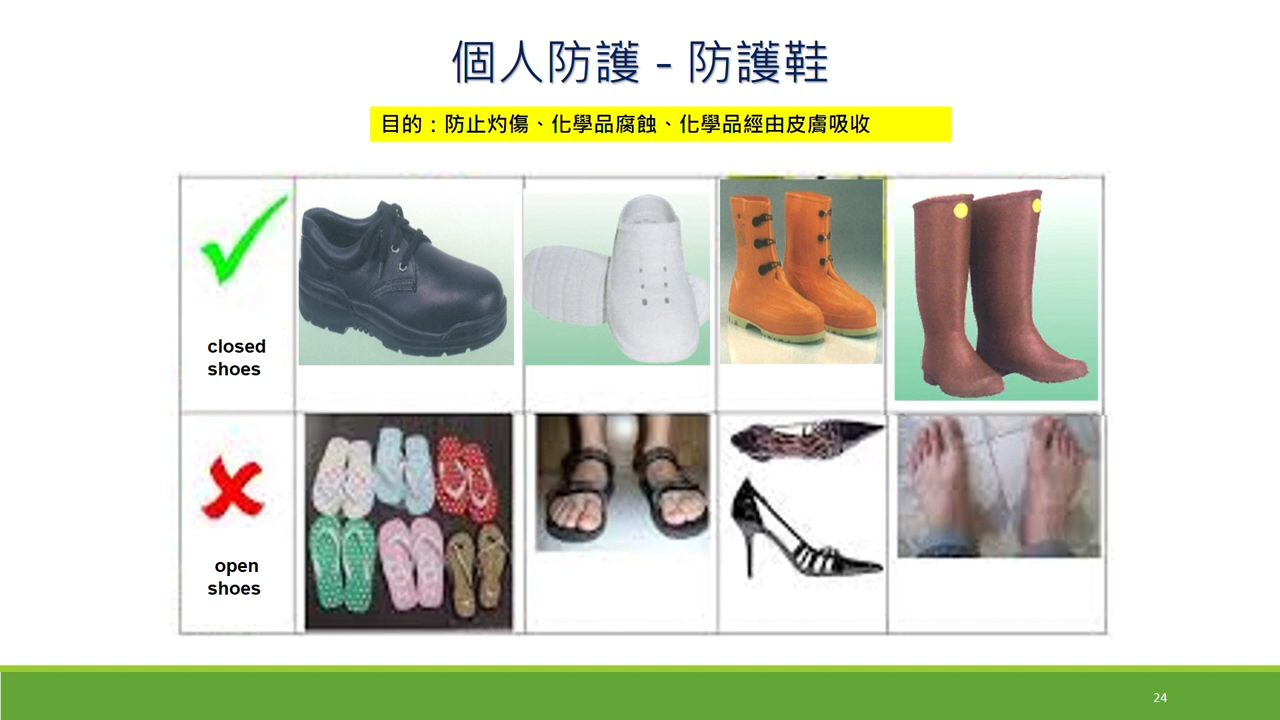 個人防護 - 防護鞋
目的：防止灼傷、化學品腐蝕、化學品經由皮膚吸收
closed
shoes
open
shoes
24